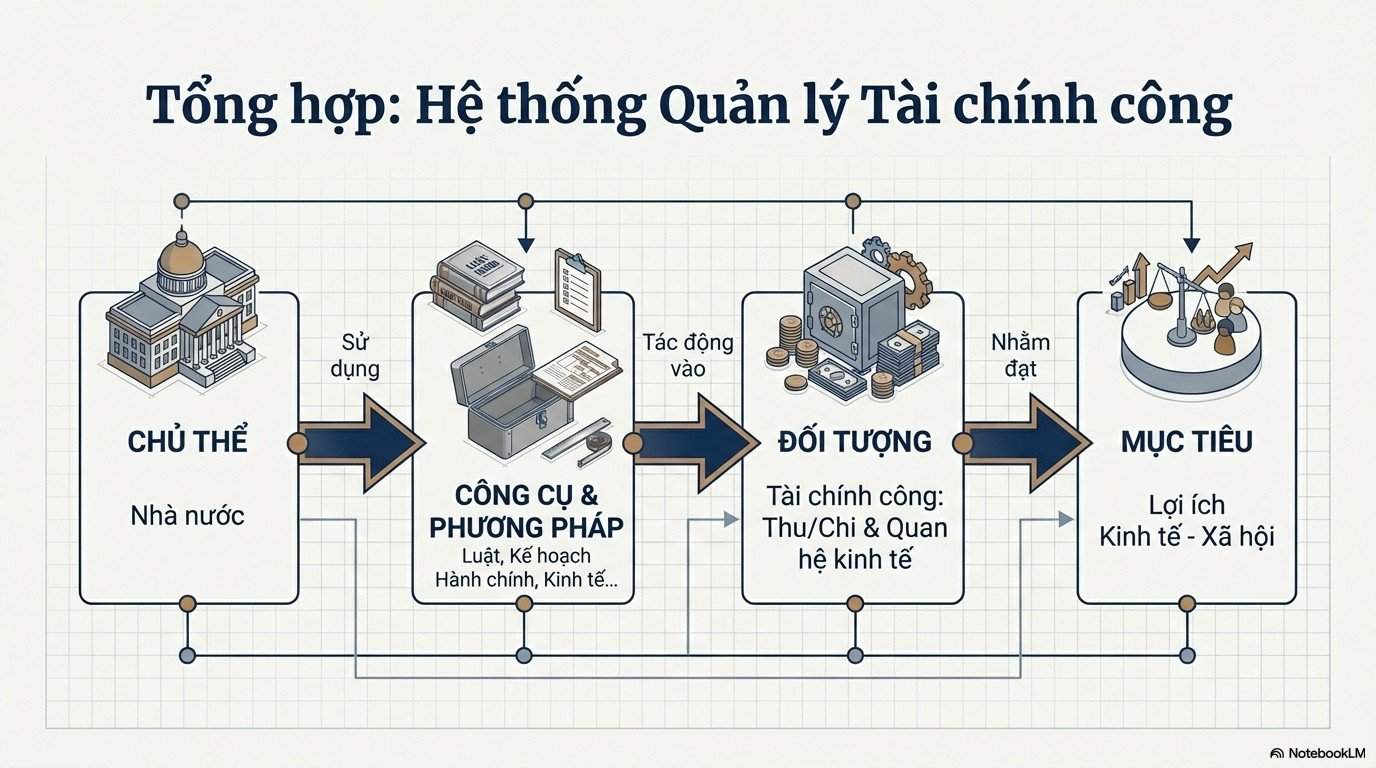 Tổng hợp: Hệ thống Quản lý Tài chính công
CHỦ THỂ
Nhà nước
Sử
dụng
LUẬT
CÔNG CỤ &
PHƯƠNG PHÁP
Luật, Kế hoạch
Hành chính, Kinh tế...
Tác động
vào
ĐỐI TƯỢNG
Tài chính công:
Thu/Chi & Quan
hệ kinh tế
Nhằm
đạt
MỤC TIÊU
Lợi ích
Kinh tế - Xã hội
NotebookLM